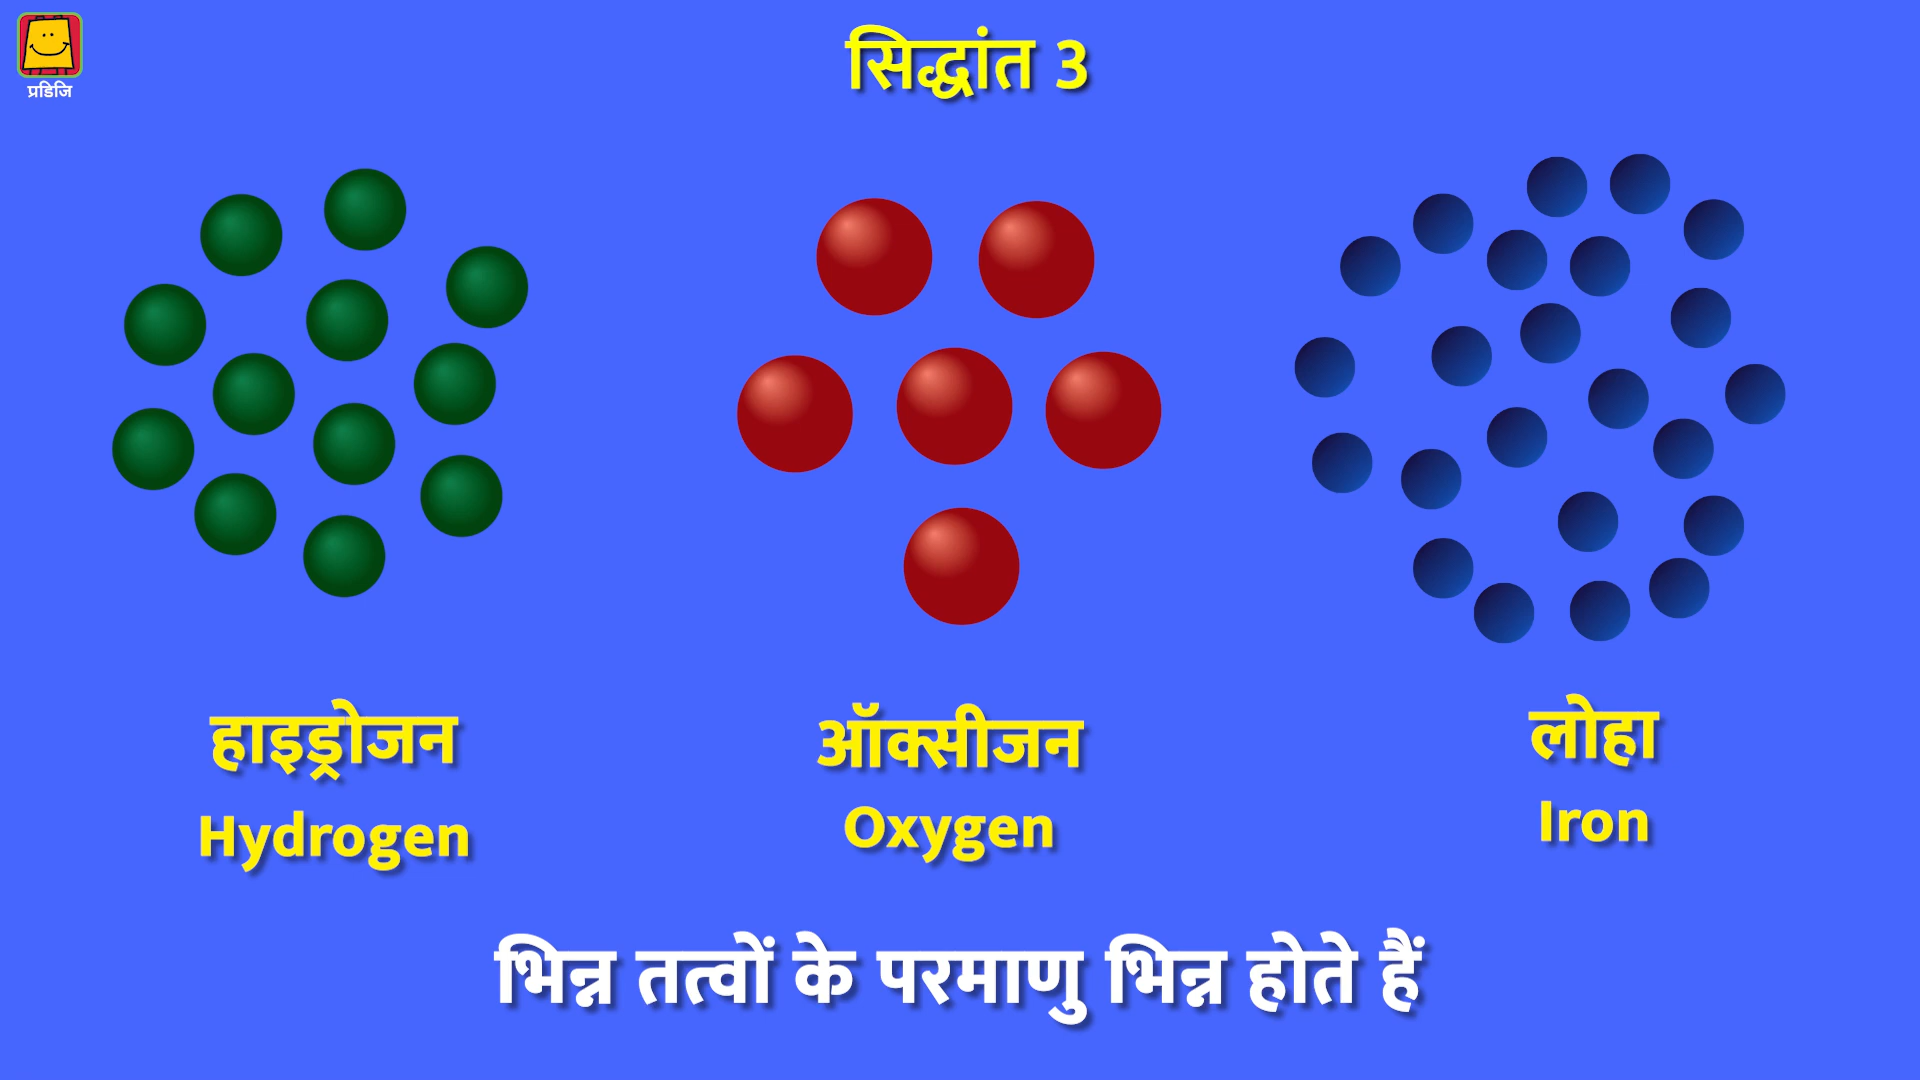 प्रडिजि
सिद्धांत 3
हाइड्रोजन
Hydrogen
ऑक्सीजन
Oxygen
लोहा
Iron
भिन्न तत्वों के परमाणु भिन्न होते हैं